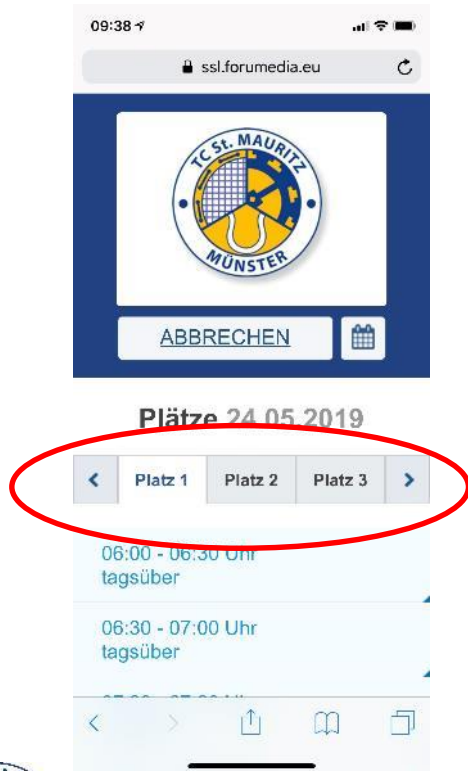 09:38
ssl.forumedia.eu
TC St. MAURITZ
MÜNSTER
ABBRECHEN
Plätze 24.05.2019
Platz 1 Platz 2 Platz 3
06:00 - 06:30 Uhr
tagsüber
06:30 - 07:00 Uhr
tagsüber